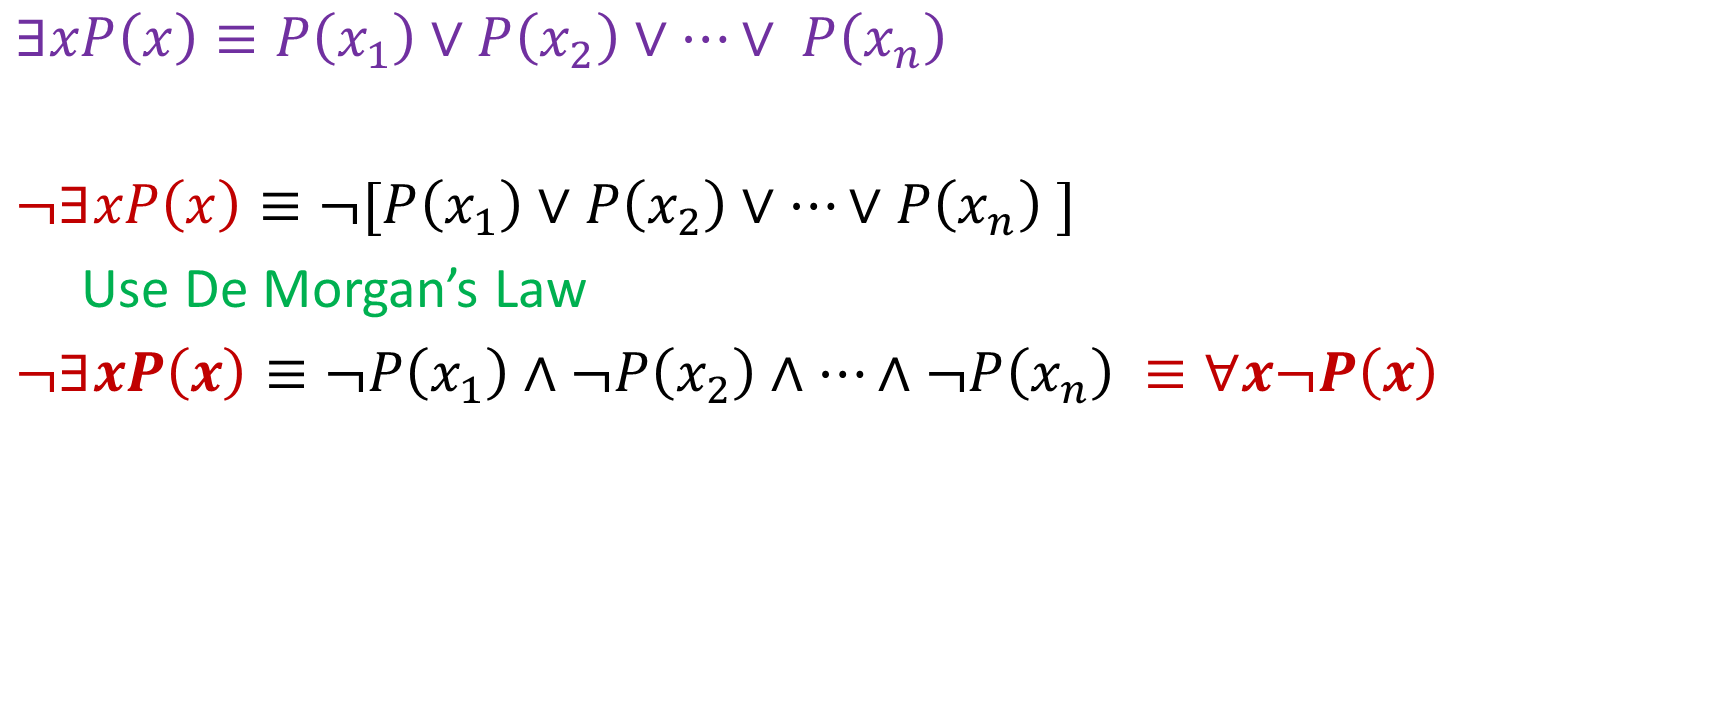 ∃xP(x) ≡ P(x₁) ∨ P(x₂) ∨ ⋯ ∨ P(xₙ)
¬∃xP(x) ≡ ¬[P(x₁) ∨ P(x₂) ∨ ⋯ ∨ P(xₙ) ]
Use De Morgan’s Law
¬∃xP(x) ≡ ¬P(x₁) ∧ ¬P(x₂) ∧ ⋯ ∧ ¬P(xₙ) ≡ ∀x¬P(x)